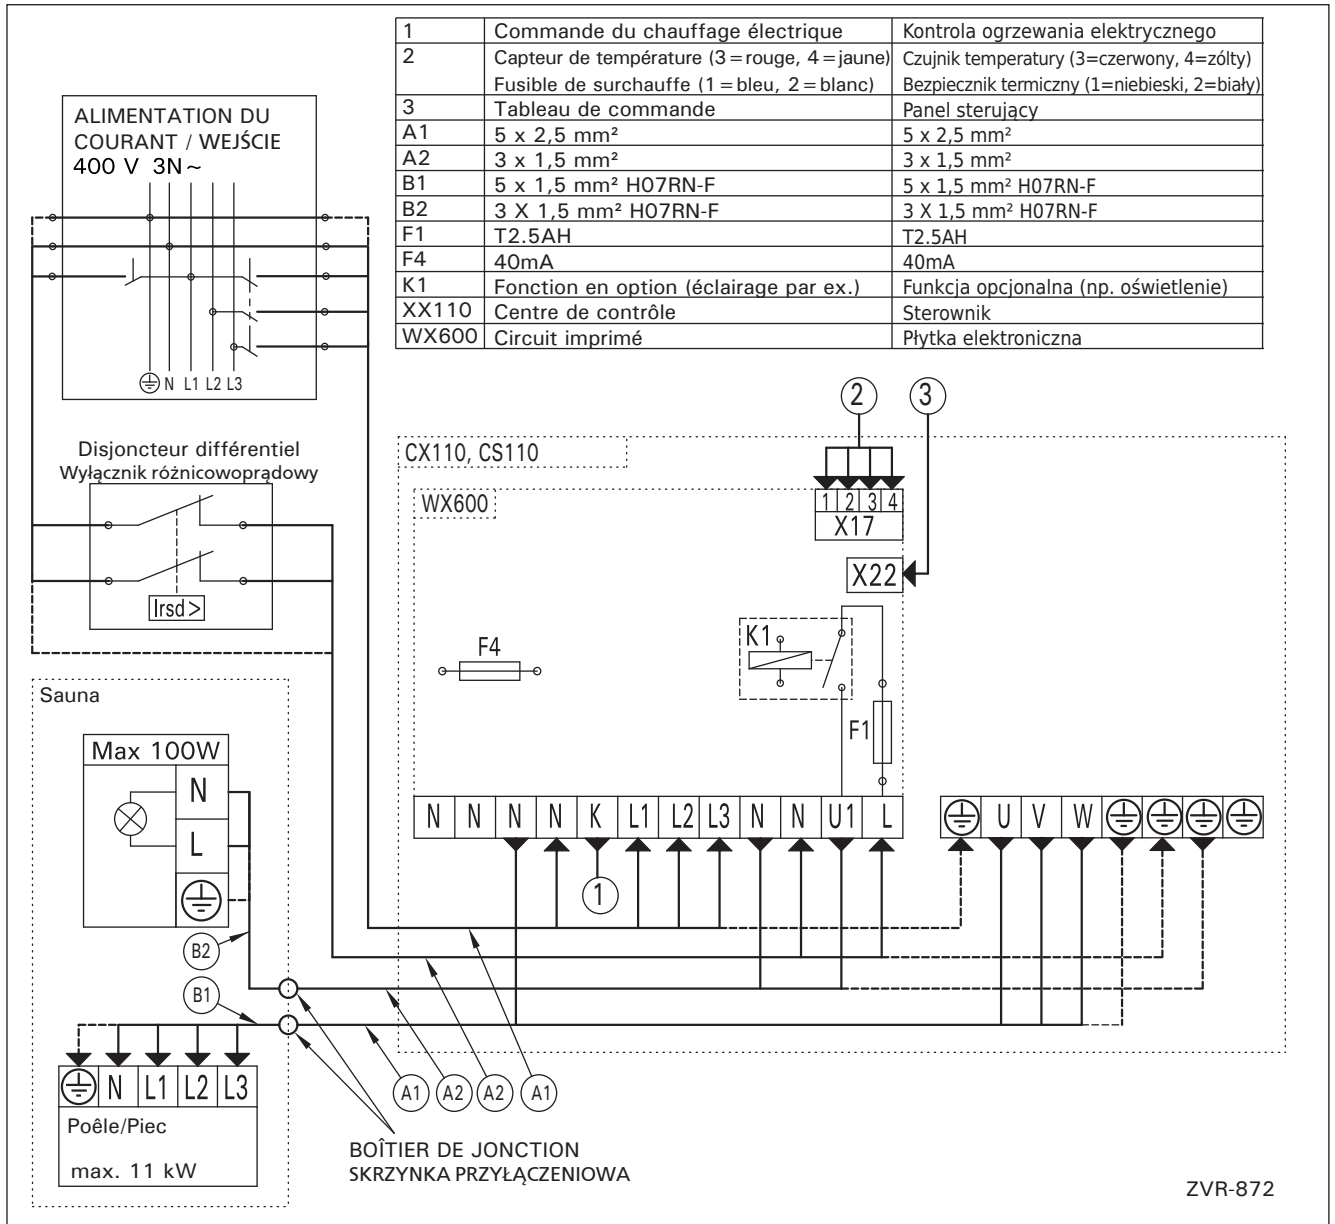 1 Commande du chauffage électrique Kontrola ogrzewania elektrycznego
2 Capteur de température (3=rouge, 4=jaune) Czujnik temperatury (3=czerwony, 4=zólty)
Fusible de surchauffe (1=bleu, 2=blanc) Bezpiecznik termiczny (1=niebieski, 2=biały)
3 Tableau de commande Panel sterujący
A1 5 x 2,5 mm² 5 x 2,5 mm²
A2 3 x 1,5 mm² 3 x 1,5 mm²
B1 5 x 1,5 mm² H07RN-F 5 x 1,5 mm² H07RN-F
B2 3 X 1,5 mm² H07RN-F 3 X 1,5 mm² H07RN-F
F1 T2.5AH T2.5AH
F4 40mA 40mA
K1 Fonction en option (éclairage par ex.) Funkcja opcjonalna (np. oświetlenie)
XX110 Centre de contrôle Sterownik
WX600 Circuit imprimé Płytka elektroniczna
ALIMENTATION DU
COURANT / WEJŚCIE
400 V 3N~
N L1 L2 L3
Disjoncteur différentiel
Wyłącznik różnicowoprądowy
Irsd>
2 3
CX110, CS110
WX600
1 2 3 4
X17
X22
K1
F4
F1
Sauna
Max 100W
N
L
N N N N K L1 L2 L3 N N U1 L
U V W
1
B2
B1
N L1 L2 L3
Poêle/Piec
max. 11 kW
A1 A2 A2 A1
BOÎTIER DE JONCTION
SKRZYNKA PRZYŁĄCZENIOWA
ZVR-872